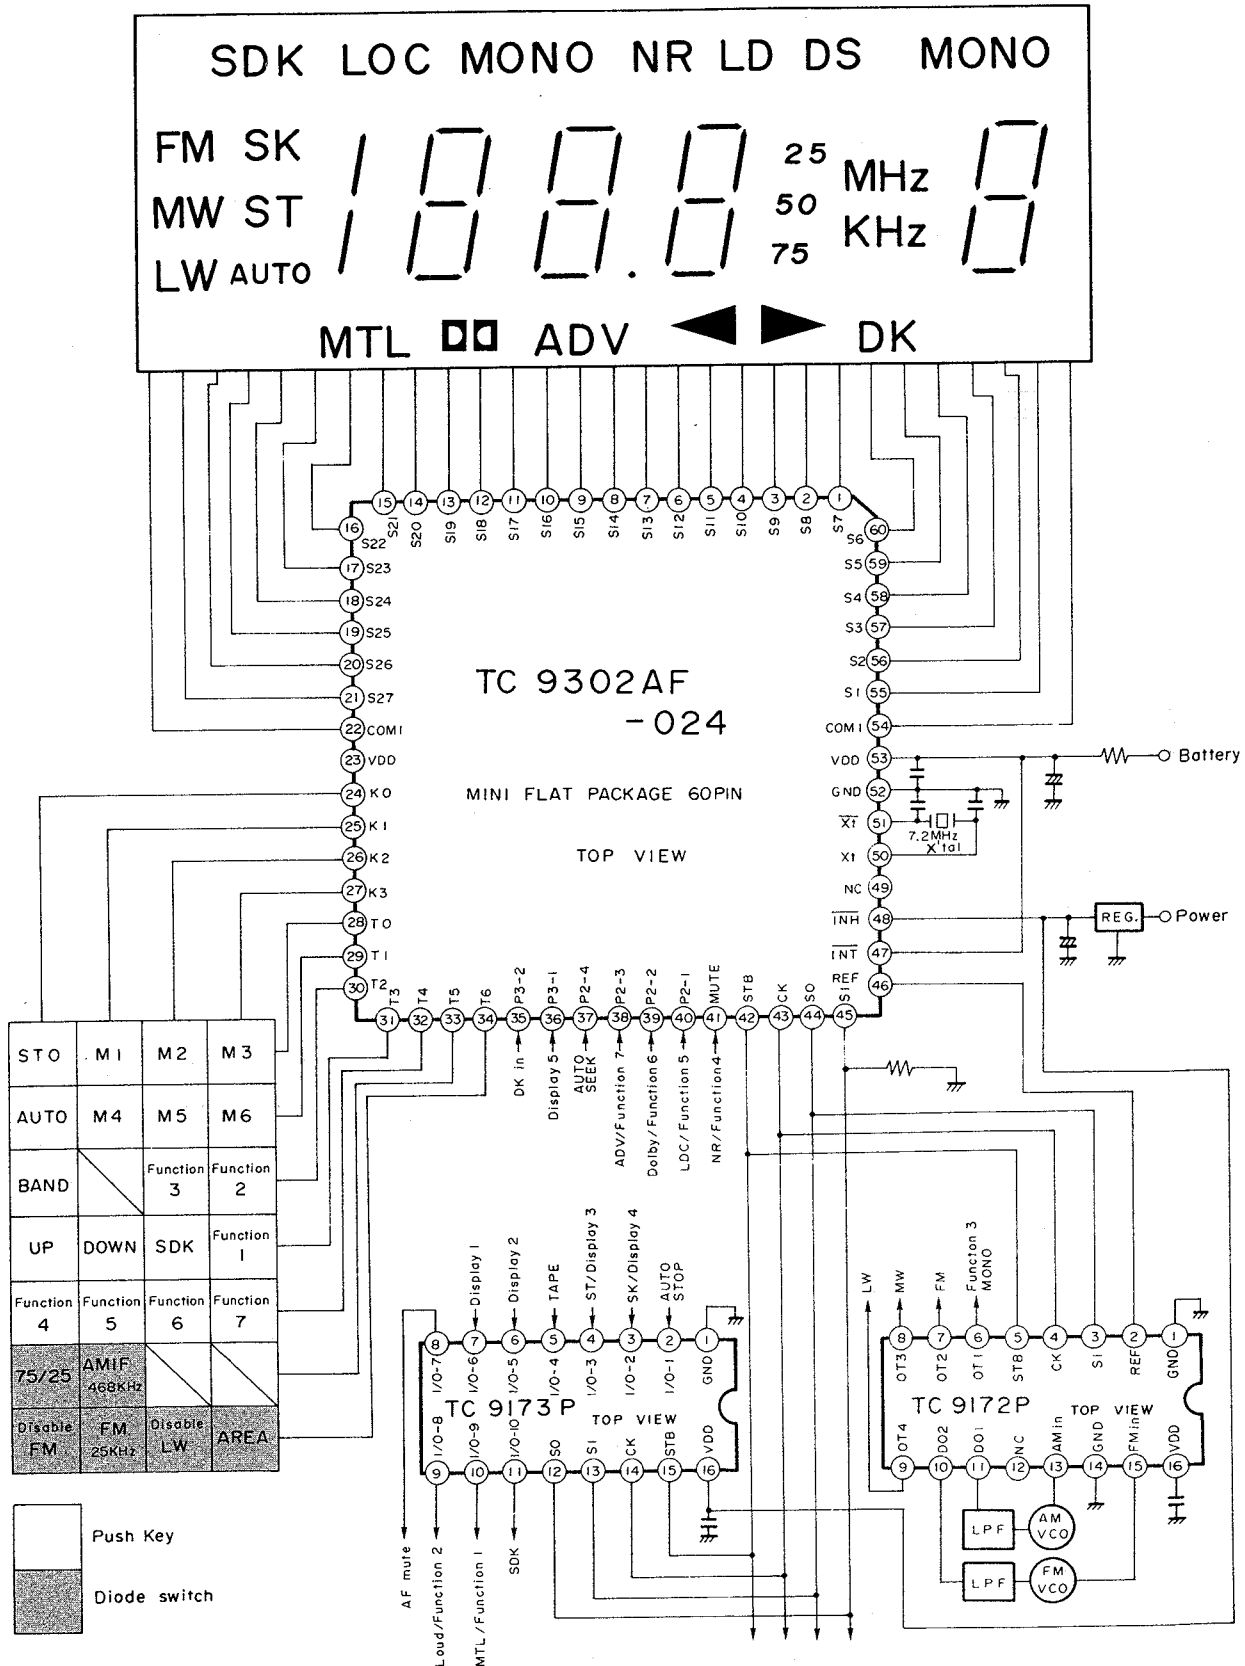 SDK LOC MONO NR LD DS MONO
FM SK 188.8 25 MHz 8
MW ST 50 KHz
LW AUTO 75
MTL ADV DK
15 14 13 12 11 10 9 8 7 6 5 4 3 2 1
S21 S20 S19 S18 S17 S16 S15 S14 S13 S12 S11 S10 S9 S8 S7
16 S22
17 S23
18 S24
19 S25
20 S26
21 S27
22 COM1
23 VDD
24 K0
25 K1
26 K2
27 K3
28 T0
29 T1
30 T2
S6 60
S5 59
S4 58
S3 57
S2 56
S1 55
COM1 54
VDD 53
GND 52
X̅t̅ 51
Xt 50
NC 49
I̅N̅H̅ 48
I̅N̅T̅ 47
REF 46
TC 9302AF
-024
MINI FLAT PACKAGE 60PIN
TOP VIEW
Battery
7.2MHz
X'tal
REG.
Power
T3 T4 T5 T6 P3-2 P3-1 P2-4 P2-3 P2-2 P2-1 MUTE STB CK SO SI
31 32 33 34 35 36 37 38 39 40 41 42 43 44 45
DK in
Display 5
AUTO SEEK
ADV/Function 7
Dolby/Function 6
LDC/Function 5
NR/Function 4
STO M1 M2 M3
AUTO M4 M5 M6
BAND Function 3 Function 2
UP DOWN SDK Function 1
Function 4 Function 5 Function 6 Function 7
75/25 AMIF 468KHz
Disable FM FM 25KHz Disable LW AREA
Push Key
Diode switch
Display 1
Display 2
TAPE
ST/Display 3
SK/Display 4
AUTO STOP
8 7 6 5 4 3 2 1
I/O-7 I/O-6 I/O-5 I/O-4 I/O-3 I/O-2 I/O-1 GND
TC 9173P TOP VIEW
I/O-8 I/O-9 I/O-10 SO SI CK STB VDD
9 10 11 12 13 14 15 16
AF mute
Loud/Function 2
MTL/Function 1
SDK
LW
MW
FM
Functon 3 MONO
8 7 6 5 4 3 2 1
OT3 OT2 OT1 STB CK SI REF GND
TC 9172P TOP VIEW
OT4 DO2 DO1 NC AMin GND FMin VDD
9 10 11 12 13 14 15 16
LPF AM VCO
LPF FM VCO